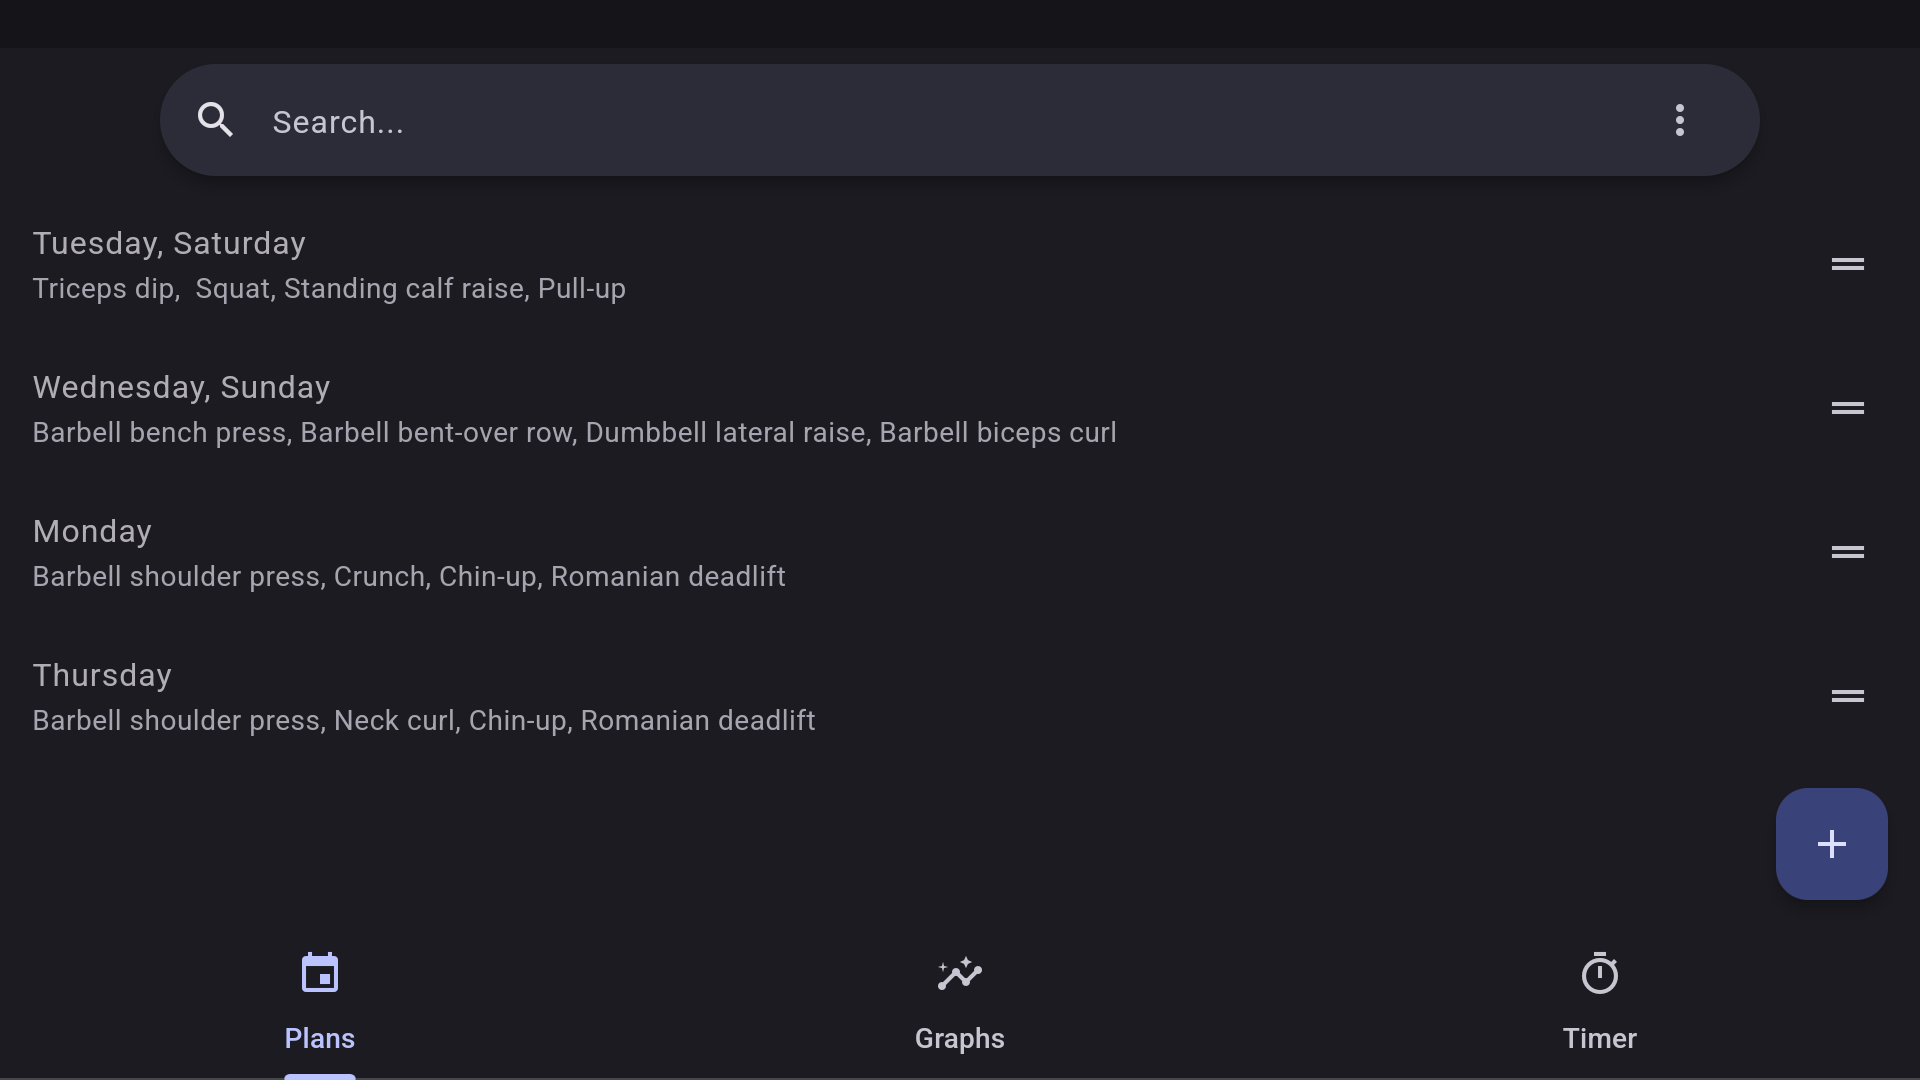 Search...
Tuesday, Saturday
Triceps dip,  Squat, Standing calf raise, Pull-up
Wednesday, Sunday
Barbell bench press, Barbell bent-over row, Dumbbell lateral raise, Barbell biceps curl
Monday
Barbell shoulder press, Crunch, Chin-up, Romanian deadlift
Thursday
Barbell shoulder press, Neck curl, Chin-up, Romanian deadlift
Plans
Graphs
Timer